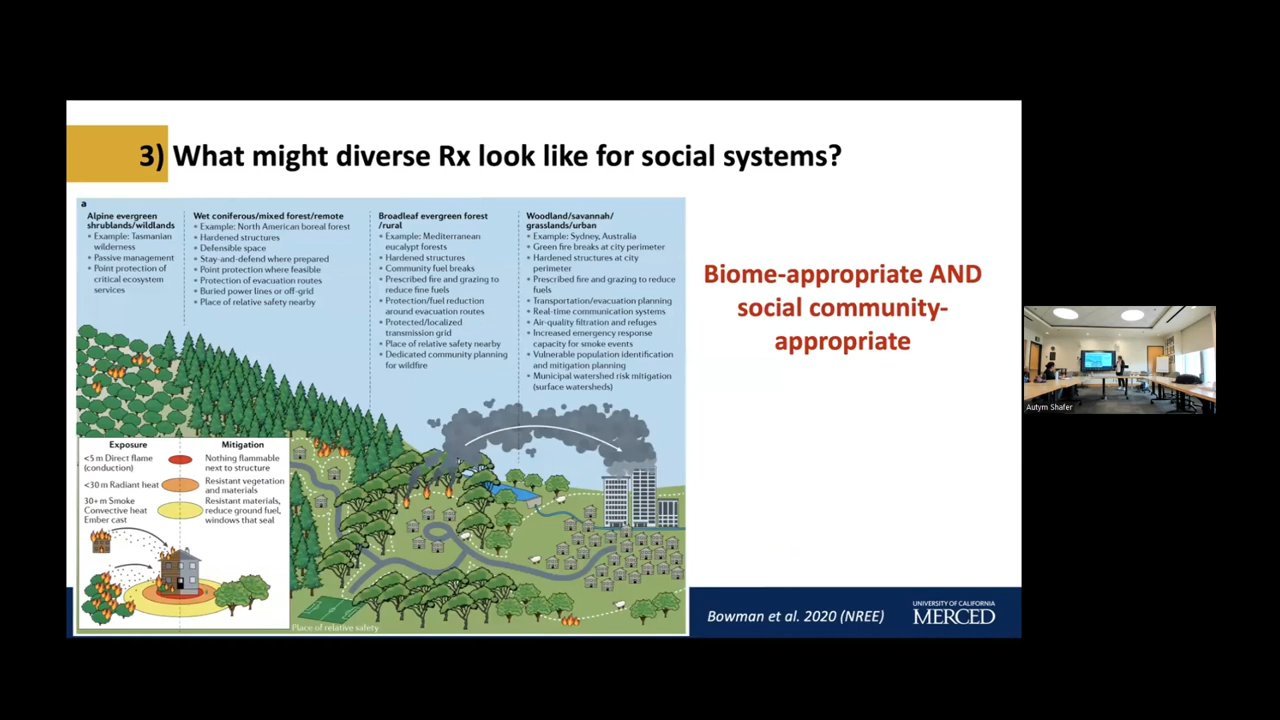 3) What might diverse Rx look like for social systems?
a
Alpine evergreen
shrublands/wildlands
• Example: Tasmanian
wilderness
• Passive management
• Point protection of
critical ecosystem
services
Wet coniferous/mixed forest/remote
• Example: North American boreal forest
• Hardened structures
• Defensible space
• Stay-and-defend where prepared
• Point protection where feasible
• Protection of evacuation routes
• Buried power lines or off-grid
• Place of relative safety nearby
Broadleaf evergreen forest
/rural
• Example: Mediterranean
eucalypt forests
• Hardened structures
• Community fuel breaks
• Prescribed fire and grazing to
reduce fine fuels
• Protection/fuel reduction
around evacuation routes
• Protected/localized
transmission grid
• Place of relative safety nearby
• Dedicated community planning
for wildfire
Woodland/savannah/
grasslands/urban
• Example: Sydney, Australia
• Green fire breaks at city perimeter
• Hardened structures at city
perimeter
• Prescribed fire and grazing to reduce
fuels
• Transportation/evacuation planning
• Real-time communication systems
• Air-quality filtration and refuges
• Increased emergency response
capacity for smoke events
• Vulnerable population identification
and mitigation planning
• Municipal watershed risk mitigation
(surface watersheds)
Biome-appropriate AND
social community-
appropriate
Exposure
Mitigation
<5 m Direct flame
(conduction)
Nothing flammable
next to structure
<30 m Radiant heat
Resistant vegetation
and materials
30+ m Smoke
Convective heat
Ember cast
Resistant materials,
reduce ground fuel,
windows that seal
Place of relative safety
Bowman et al. 2020 (NREE)
UNIVERSITY OF CALIFORNIA
MERCED
Autym Shafer